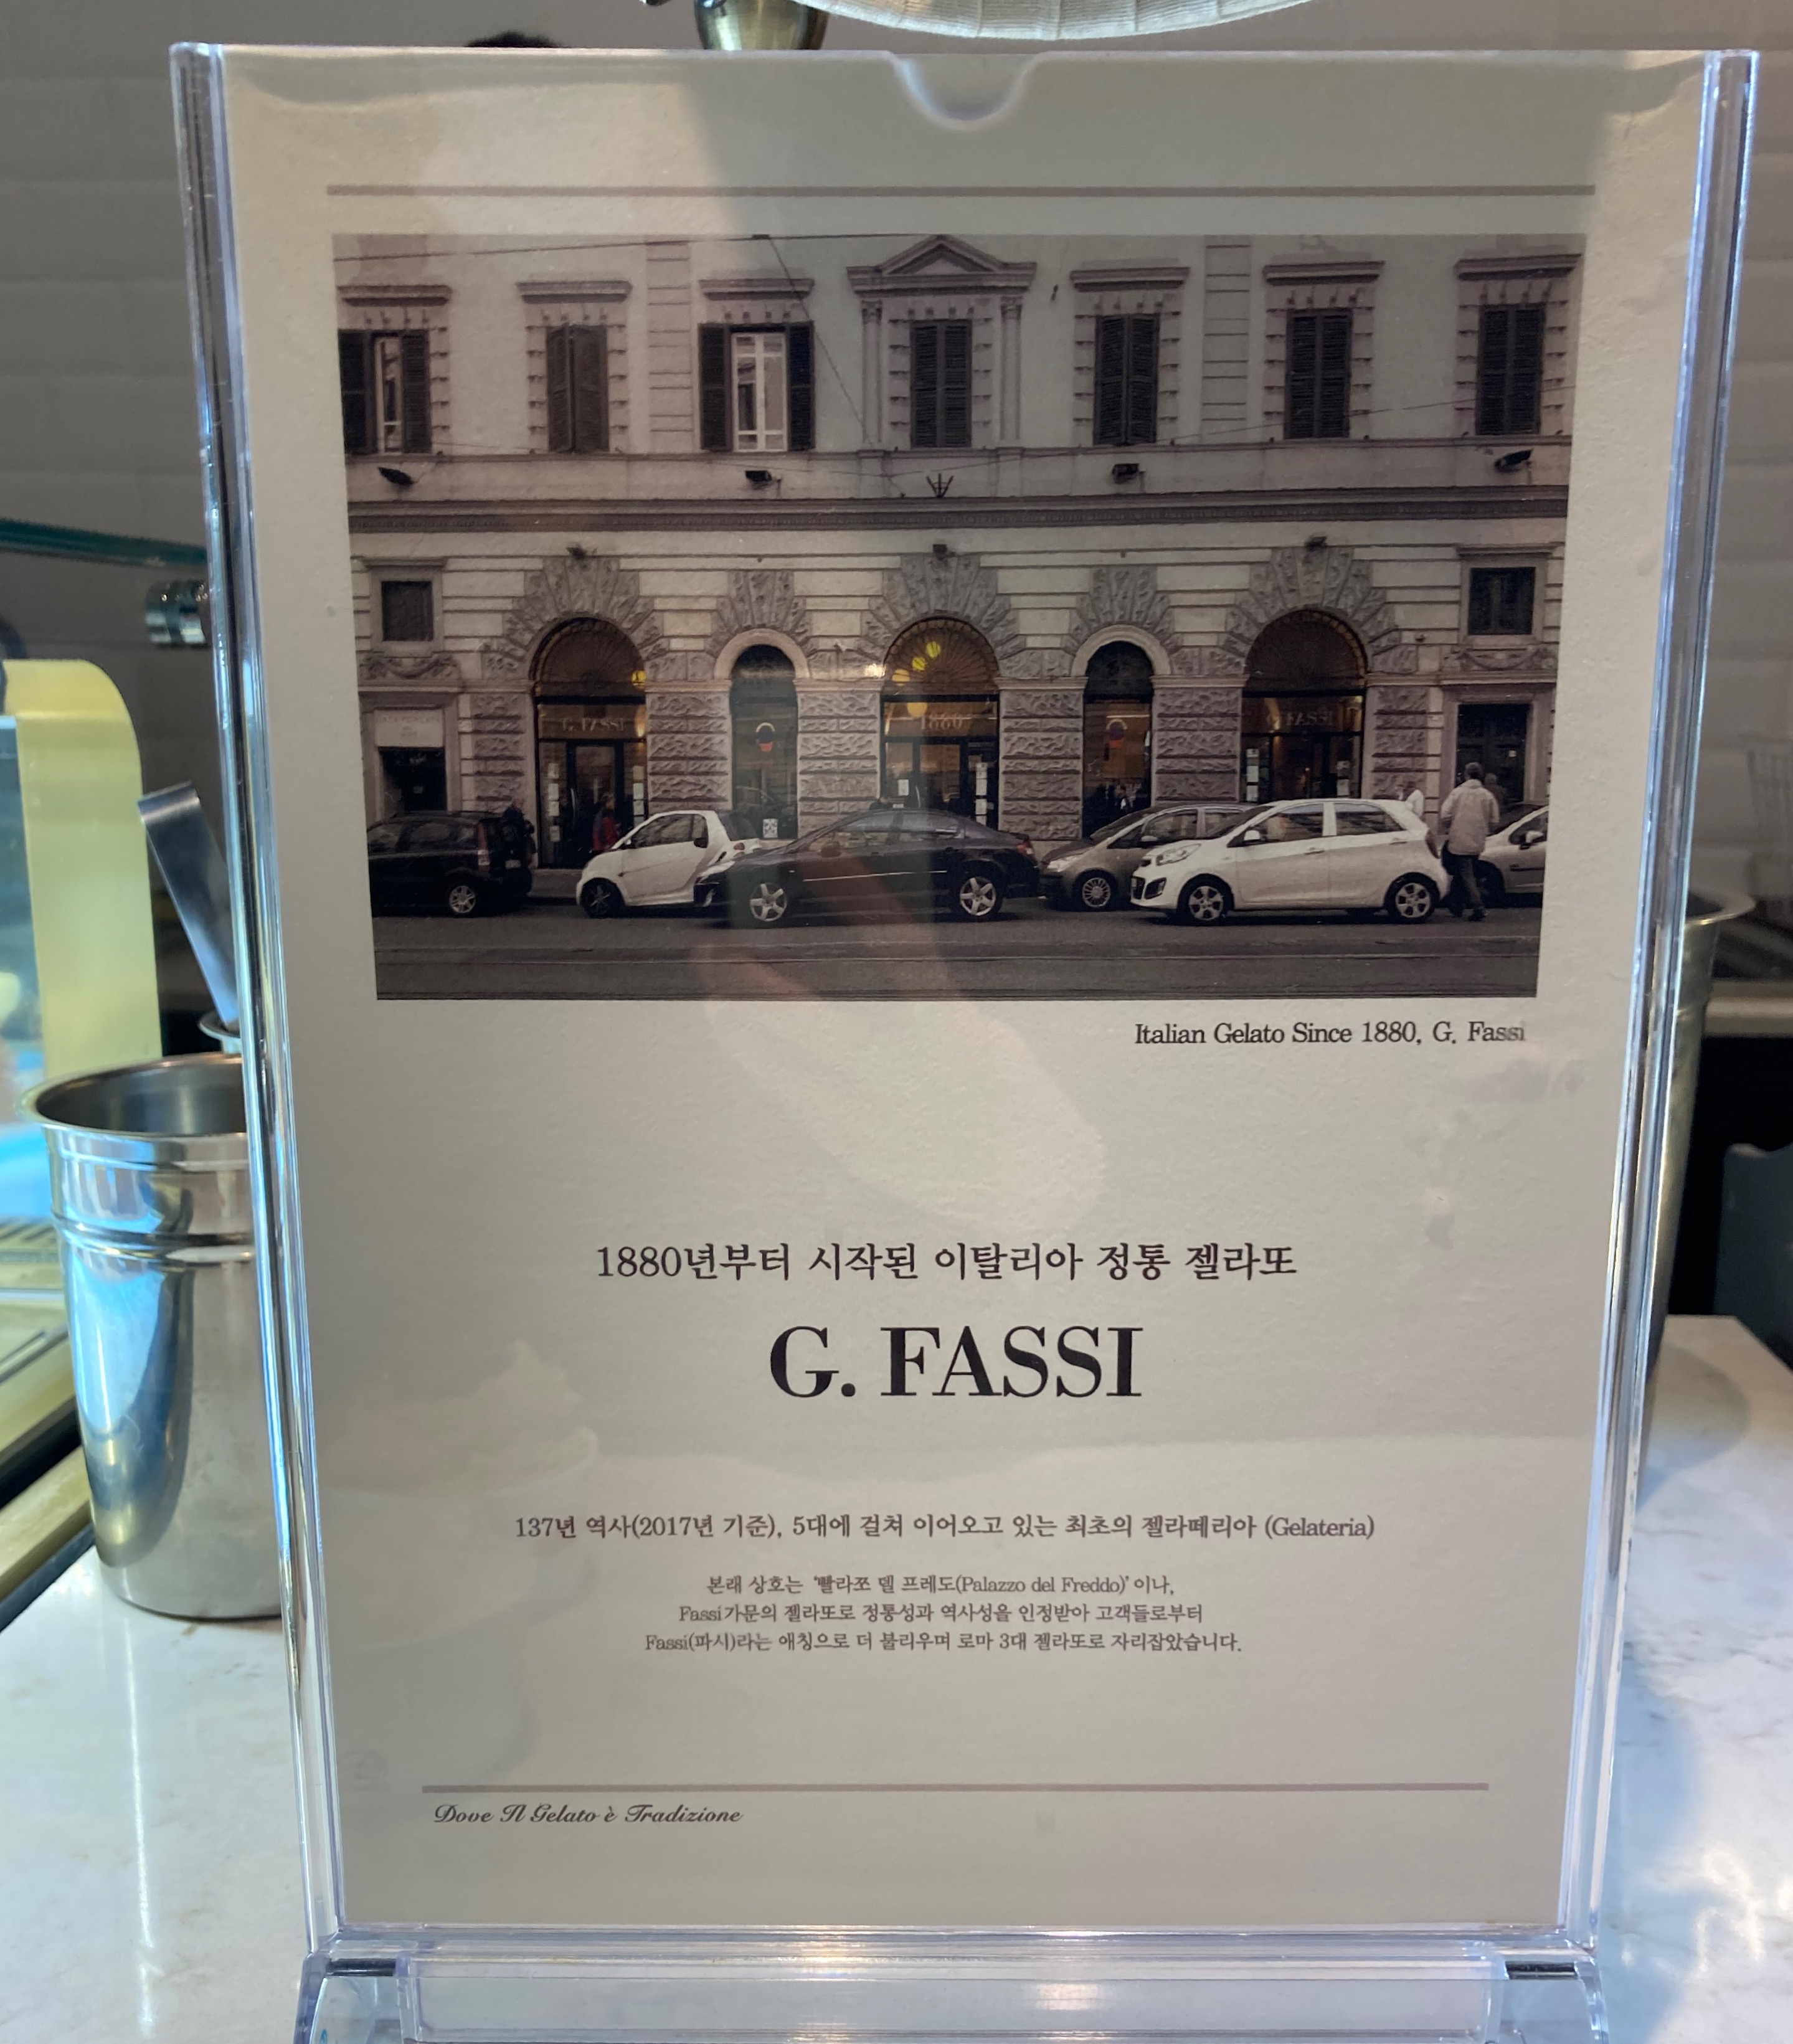 G. FASSI
1880
G. FASSI
Italian Gelato Since 1880, G. Fassi
1880년부터 시작된 이탈리아 정통 젤라또
G. FASSI
137년 역사(2017년 기준), 5대에 걸쳐 이어오고 있는 최초의 젤라떼리아 (Gelateria)
본래 상호는 '빨라쪼 델 프레도(Palazzo del Freddo)' 이나,
Fassi가문의 젤라또로 정통성과 역사성을 인정받아 고객들로부터
Fassi(파시)라는 애칭으로 더 불리우며 로마 3대 젤라또로 자리잡았습니다.
Dove Il Gelato è Tradizione